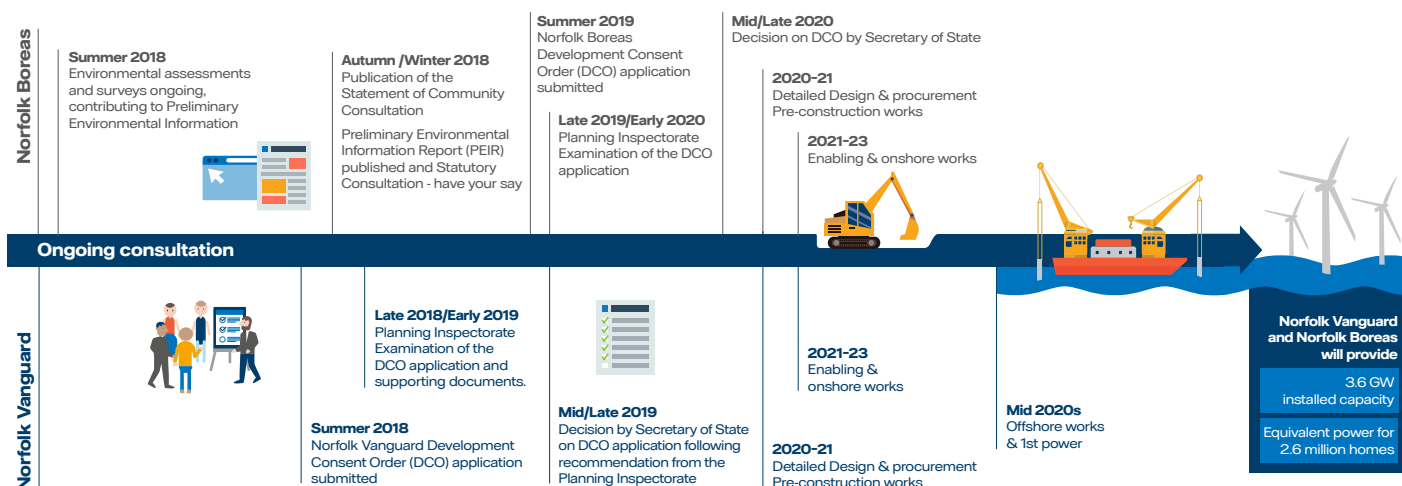 Norfolk Boreas
Summer 2018
Environmental assessments
and surveys ongoing,
contributing to Preliminary
Environmental Information
Autumn /Winter 2018
Publication of the
Statement of Community
Consultation
Preliminary Environmental
Information Report (PEIR)
published and Statutory
Consultation - have your say
Summer 2019
Norfolk Boreas
Development Consent
Order (DCO) application
submitted
Late 2019/Early 2020
Planning Inspectorate
Examination of the DCO
application
Mid/Late 2020
Decision on DCO by Secretary of State
2020-21
Detailed Design & procurement
Pre-construction works
2021-23
Enabling & onshore works
Ongoing consultation
Norfolk Vanguard
Summer 2018
Norfolk Vanguard Development
Consent Order (DCO) application
submitted
Late 2018/Early 2019
Planning Inspectorate
Examination of the
DCO application and
supporting documents.
Mid/Late 2019
Decision by Secretary of State
on DCO application following
recommendation from the
Planning Inspectorate
2020-21
Detailed Design & procurement
Pre-construction works
2021-23
Enabling &
onshore works
Mid 2020s
Offshore works
& 1st power
Norfolk Vanguard
and Norfolk Boreas
will provide
3.6 GW
installed capacity
Equivalent power for
2.6 million homes